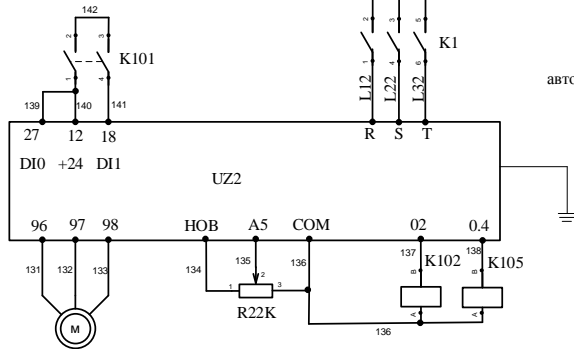 142
2 3 2 3 5
K101 K1
1 4 1 4 6
L12 L22 L32
авто
139 140 141
27 12 18 R S T
DI0 +24 DI1
UZ2
96 97 98 НОВ A5 COM 02 0.4
131 132 133 134 135 136 137 138
K102 K105
B B
1 2 3
R22K
A A
136
M